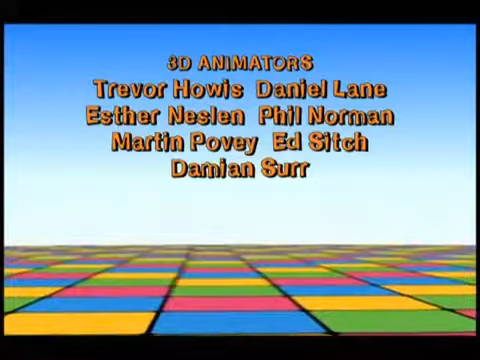 3D ANIMATORS
Trevor Howis Daniel Lane
Esther Neslen Phil Norman
Martin Povey Ed Sitch
Damian Surr